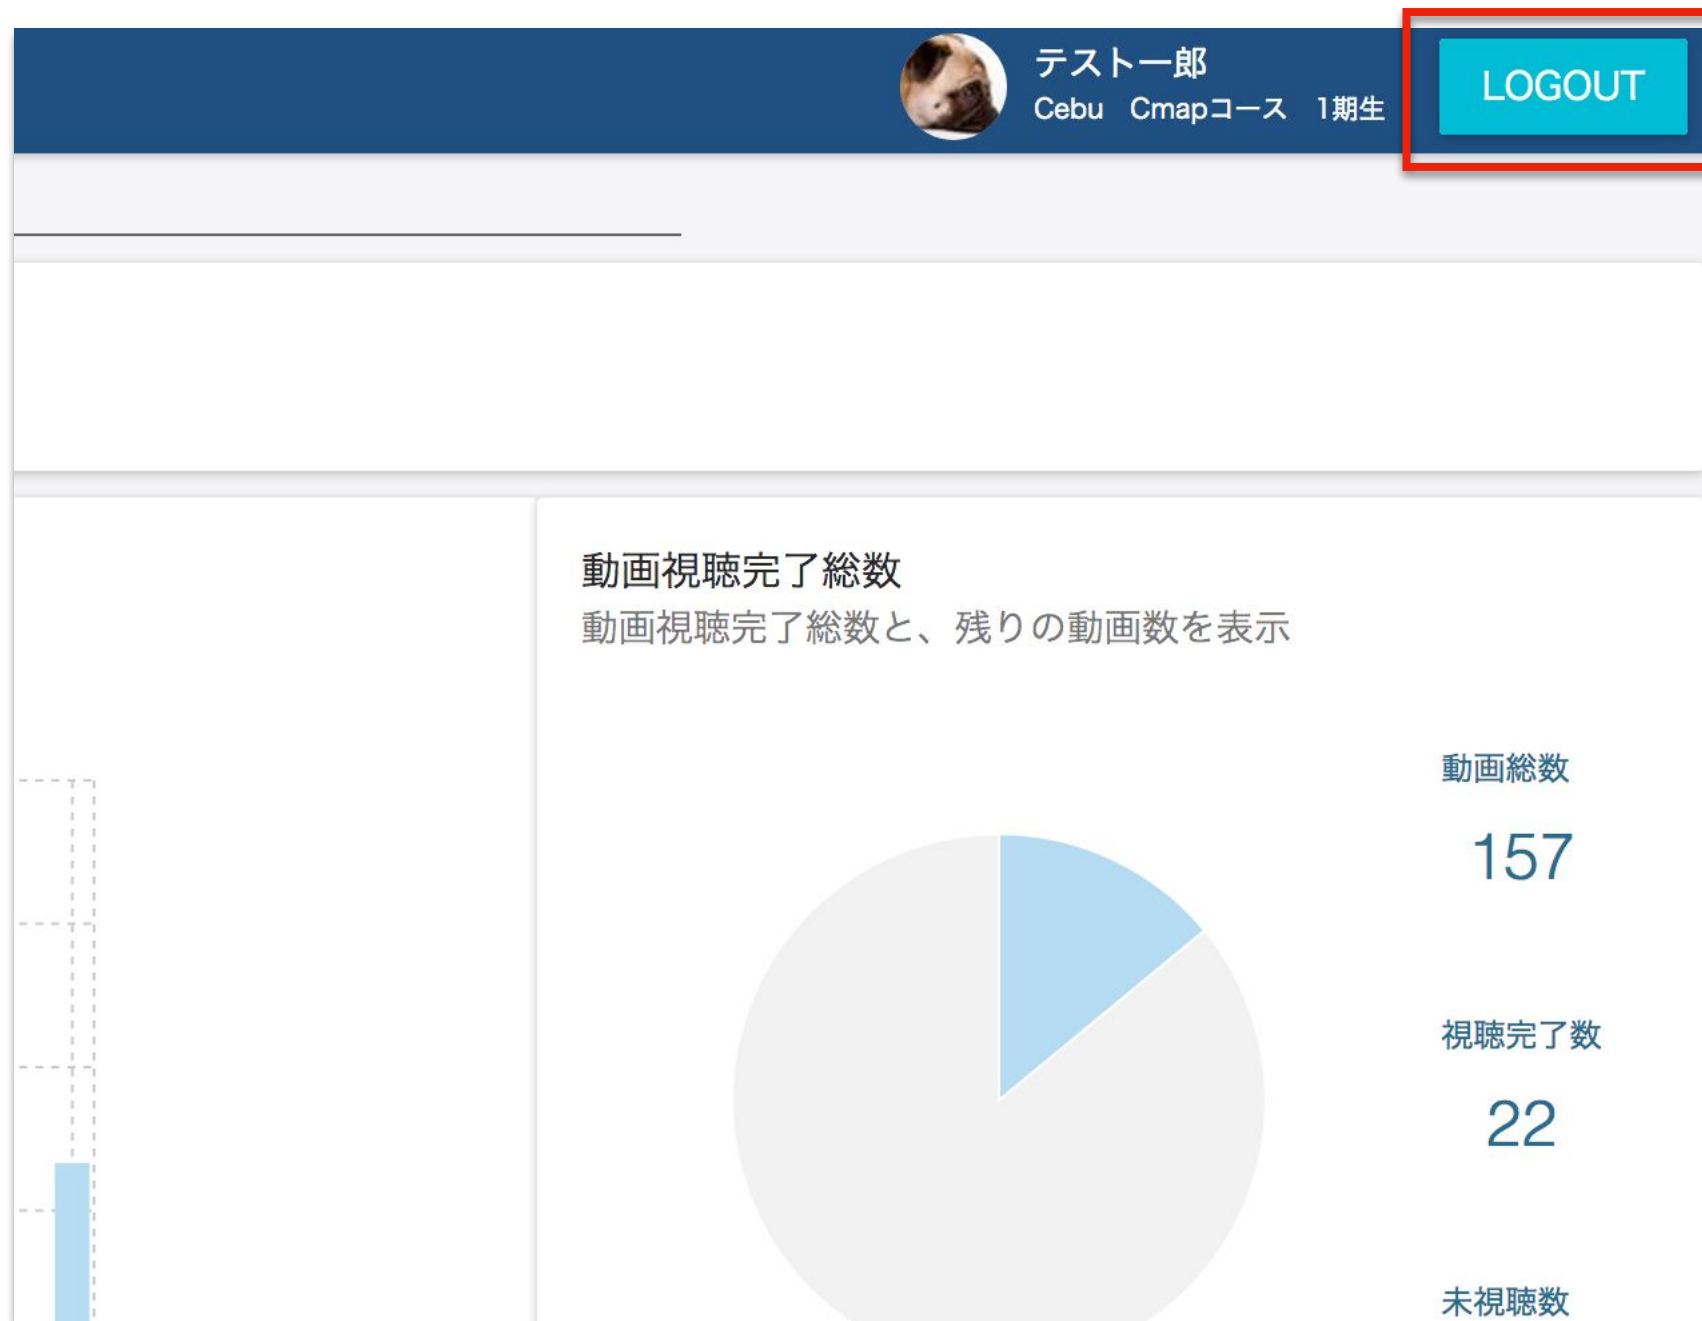 テスト一郎
Cebu Cmapコース 1期生
LOGOUT
動画視聴完了総数
動画視聴完了総数と、残りの動画数を表示
動画総数
157
視聴完了数
22
未視聴数